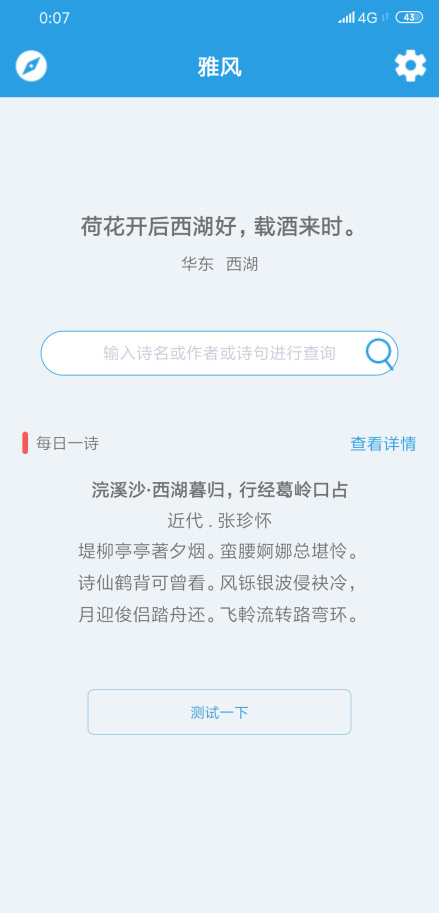 0:07
4G
43
雅风
荷花开后西湖好，载酒来时。
华东 西湖
输入诗名或作者或诗句进行查询
每日一诗
查看详情
浣溪沙·西湖暮归，行经葛岭口占
近代 . 张珍怀
堤柳亭亭著夕烟。蛮腰婀娜总堪怜。
诗仙鹤背可曾看。风铄银波侵袂冷，
月迎俊侣踏舟还。飞軨流转路弯环。
测试一下